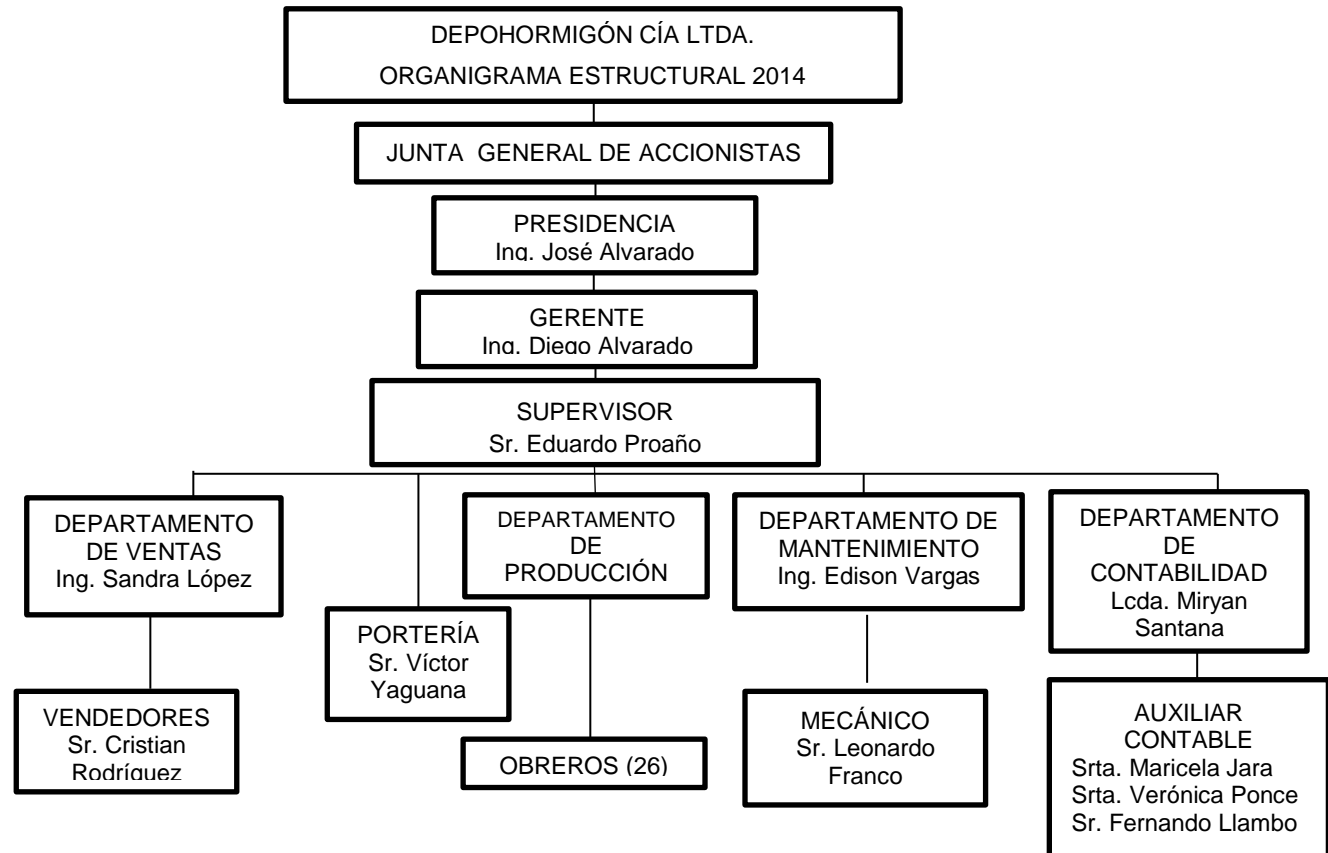 DEPOHORMIGÓN CÍA LTDA.
ORGANIGRAMA ESTRUCTURAL 2014
JUNTA GENERAL DE ACCIONISTAS
PRESIDENCIA
Ing. José Alvarado
GERENTE
Ing. Diego Alvarado
SUPERVISOR
Sr. Eduardo Proaño
DEPARTAMENTO
DE VENTAS
Ing. Sandra López
PORTERÍA
Sr. Víctor
Yaguana
DEPARTAMENTO
DE
PRODUCCIÓN
DEPARTAMENTO DE
MANTENIMIENTO
Ing. Edison Vargas
DEPARTAMENTO
DE
CONTABILIDAD
Lcda. Miryan
Santana
VENDEDORES
Sr. Cristian
Rodríguez
OBREROS (26)
MECÁNICO
Sr. Leonardo
Franco
AUXILIAR
CONTABLE
Srta. Maricela Jara
Srta. Verónica Ponce
Sr. Fernando Llambo